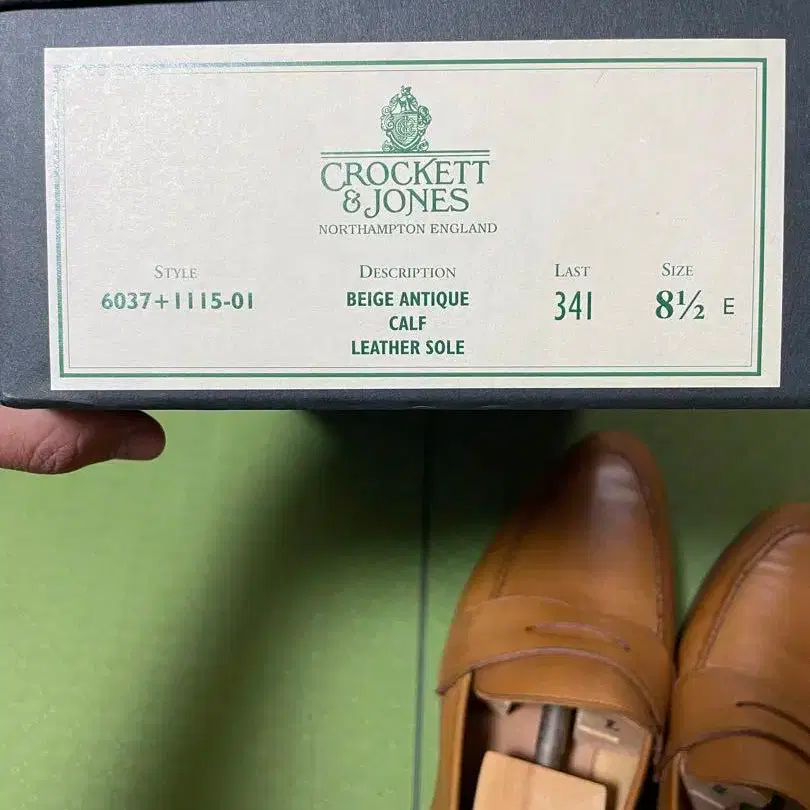 CROCKETT
& JONES
NORTHAMPTON ENGLAND
STYLE DESCRIPTION LAST SIZE
6037+1115-01 BEIGE ANTIQUE 341 8½ E
CALF
LEATHER SOLE
L